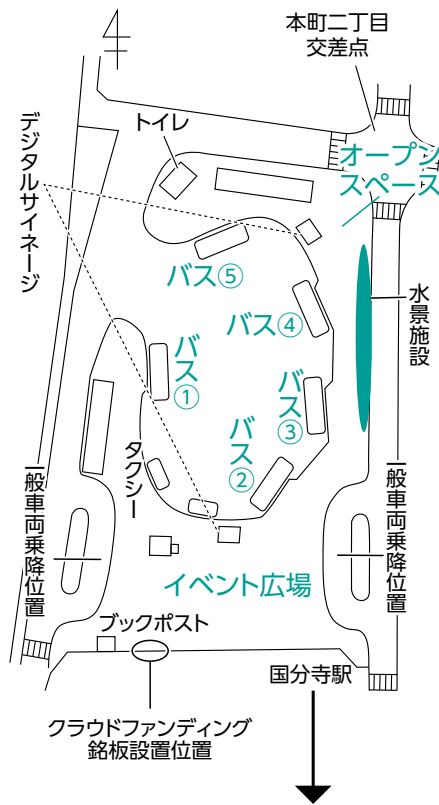 本町二丁目
交差点
トイレ
オープン
スペース
デジタルサイネージ
バス⑤
バス④
水景施設
バス①
バス③
バス②
タクシー
一般車両乗降位置
一般車両乗降位置
イベント広場
ブックポスト
国分寺駅
クラウドファンディング
銘板設置位置